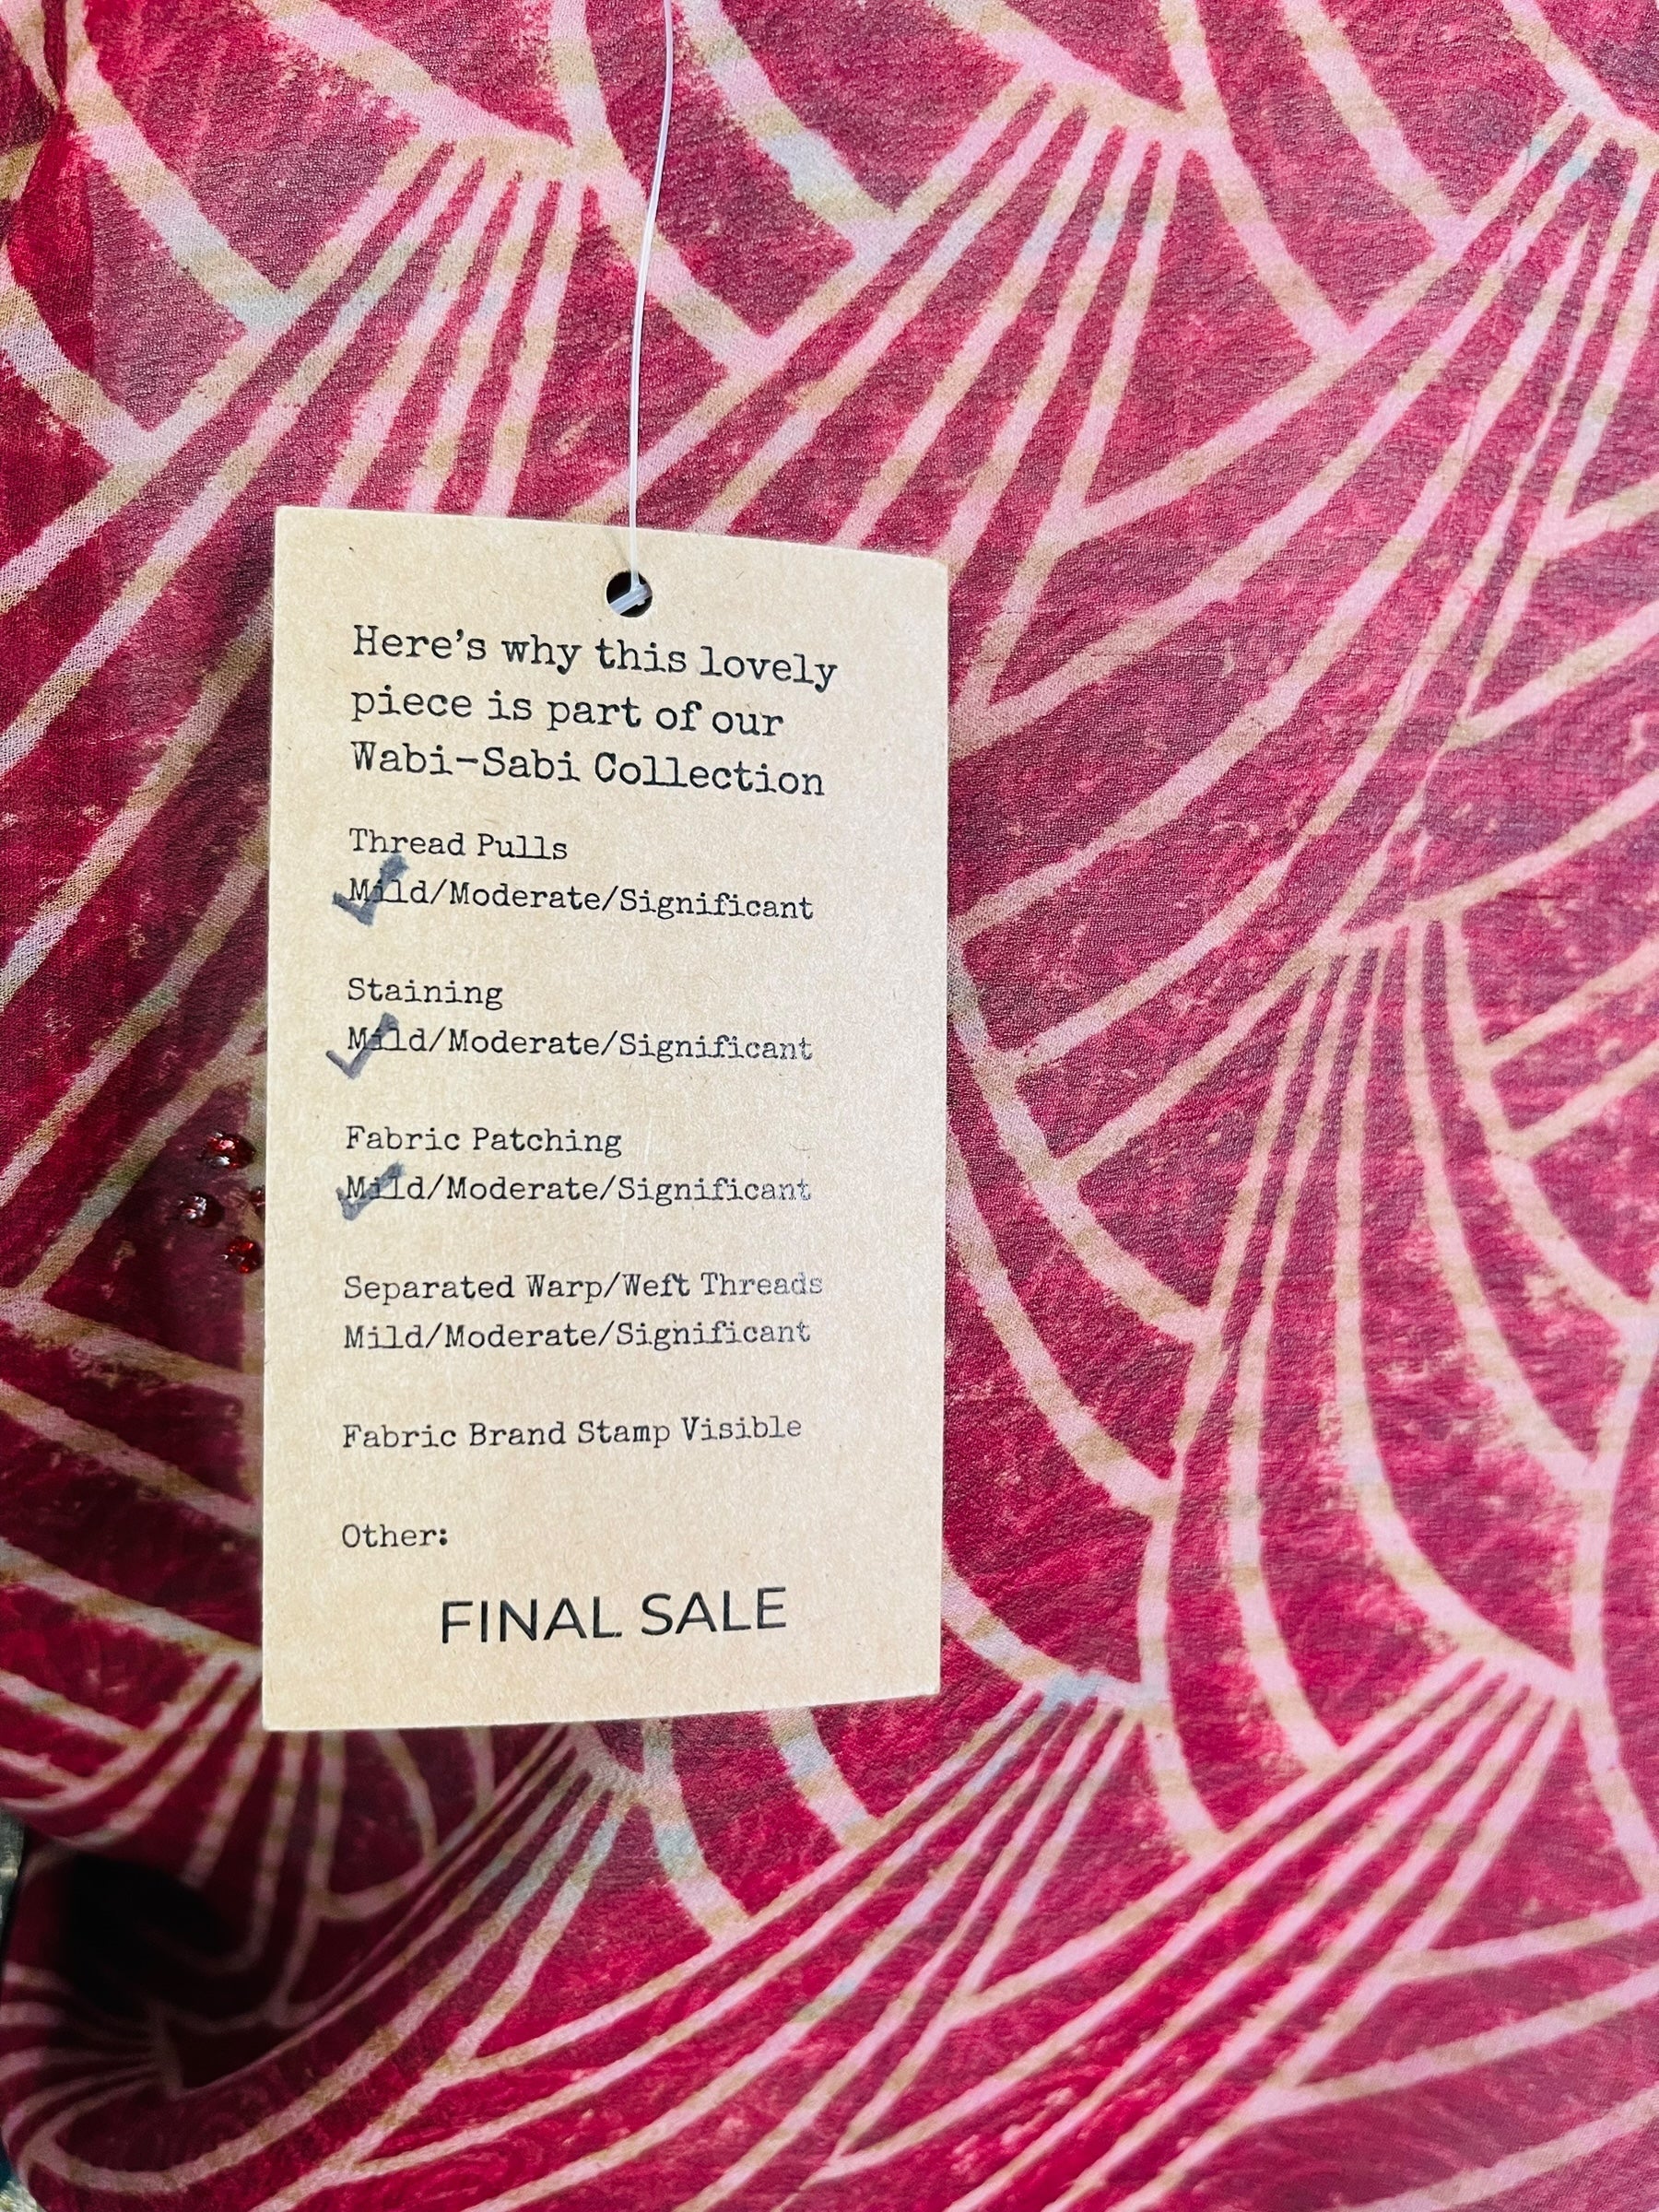 Here's why this lovely
piece is part of our
Wabi-Sabi Collection
Thread Pulls
Mild/Moderate/Significant
Staining
Mild/Moderate/Significant
Fabric Patching
Mild/Moderate/Significant
Separated Warp/Weft Threads
Mild/Moderate/Significant
Fabric Brand Stamp Visible
Other:
FINAL SALE